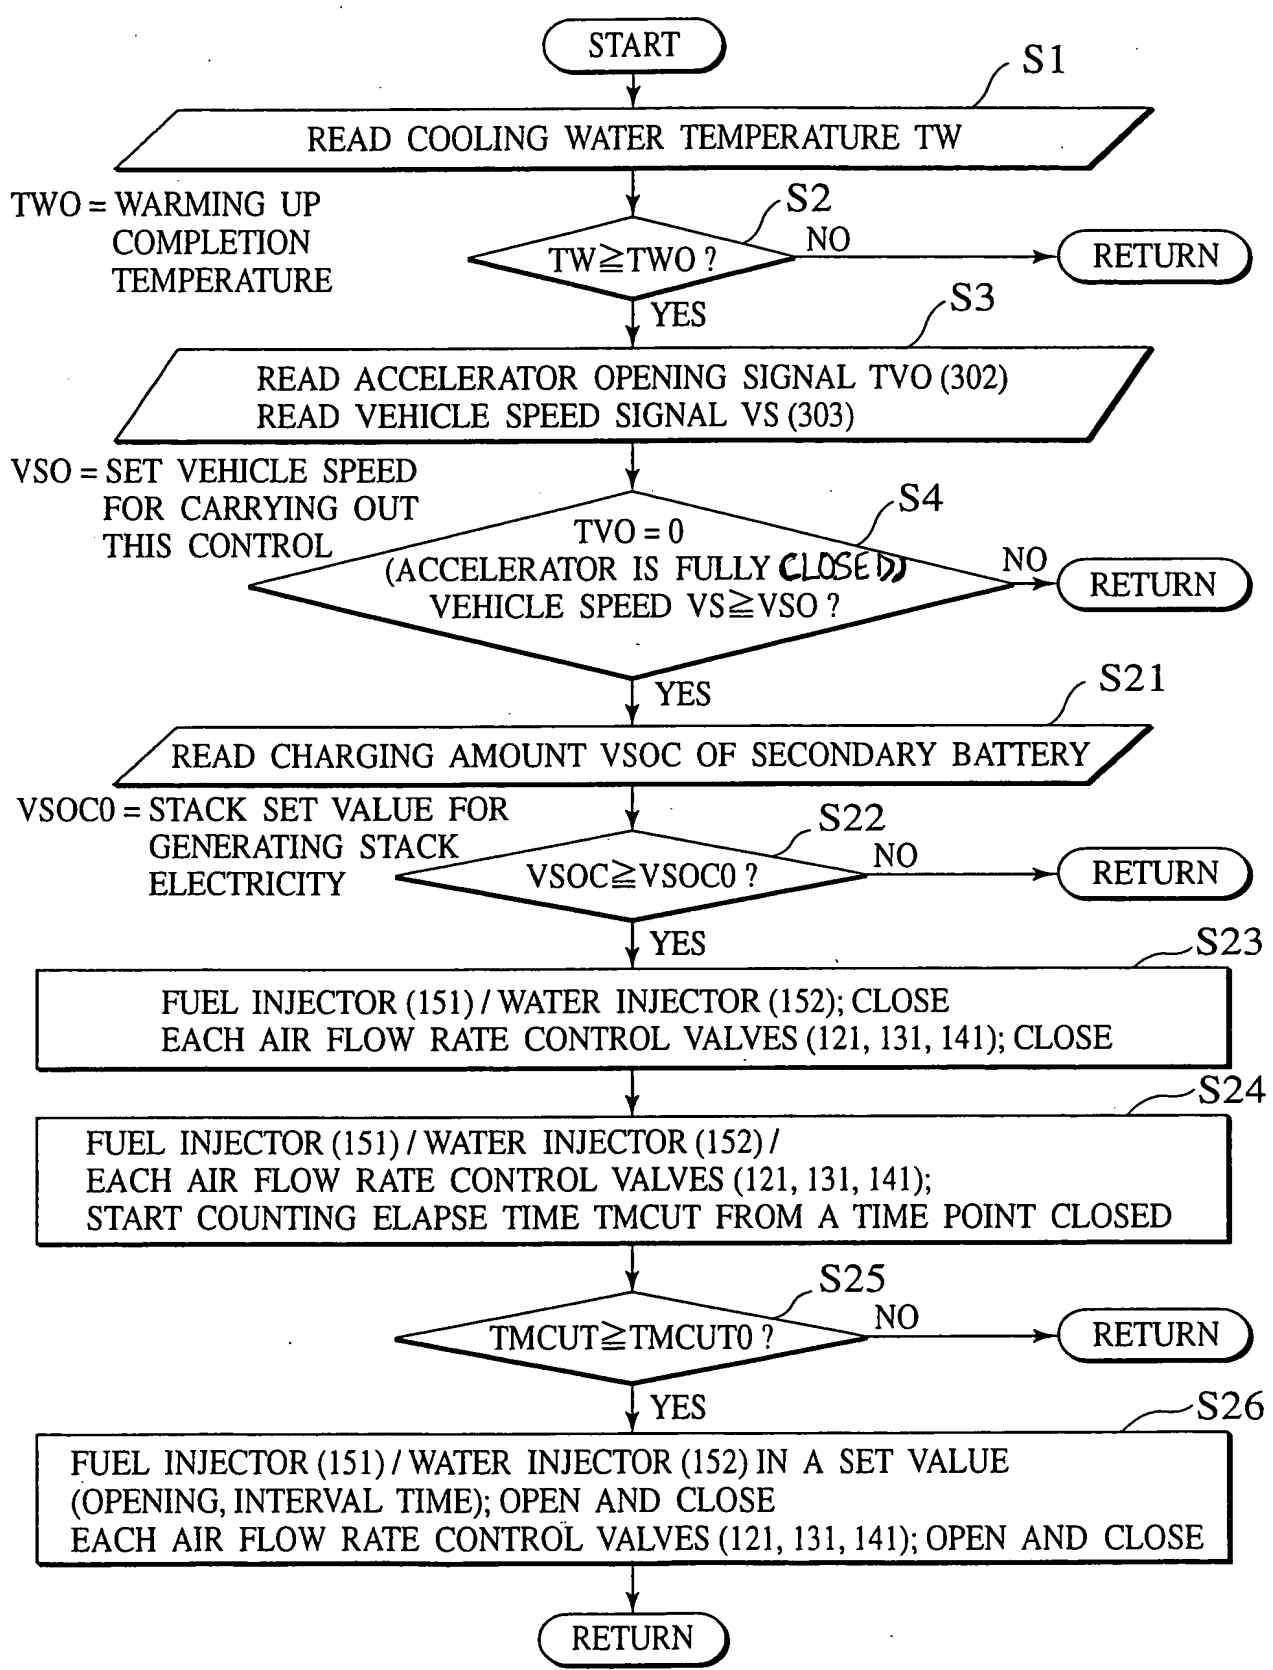 START
S1
READ COOLING WATER TEMPERATURE TW
TWO = WARMING UP
COMPLETION
TEMPERATURE
S2
TW≧TWO ?
NO
RETURN
YES
S3
READ ACCELERATOR OPENING SIGNAL TVO (302)
READ VEHICLE SPEED SIGNAL VS (303)
VSO = SET VEHICLE SPEED
FOR CARRYING OUT
THIS CONTROL
S4
TVO = 0
(ACCELERATOR IS FULLY CLOSED)
VEHICLE SPEED VS≧VSO ?
NO
RETURN
YES
S21
READ CHARGING AMOUNT VSOC OF SECONDARY BATTERY
VSOC0 = STACK SET VALUE FOR
GENERATING STACK
ELECTRICITY
S22
VSOC≧VSOC0 ?
NO
RETURN
YES
S23
FUEL INJECTOR (151) / WATER INJECTOR (152); CLOSE
EACH AIR FLOW RATE CONTROL VALVES (121, 131, 141); CLOSE
S24
FUEL INJECTOR (151) / WATER INJECTOR (152) /
EACH AIR FLOW RATE CONTROL VALVES (121, 131, 141);
START COUNTING ELAPSE TIME TMCUT FROM A TIME POINT CLOSED
S25
TMCUT≧TMCUT0 ?
NO
RETURN
YES
S26
FUEL INJECTOR (151) / WATER INJECTOR (152) IN A SET VALUE
(OPENING, INTERVAL TIME); OPEN AND CLOSE
EACH AIR FLOW RATE CONTROL VALVES (121, 131, 141); OPEN AND CLOSE
RETURN